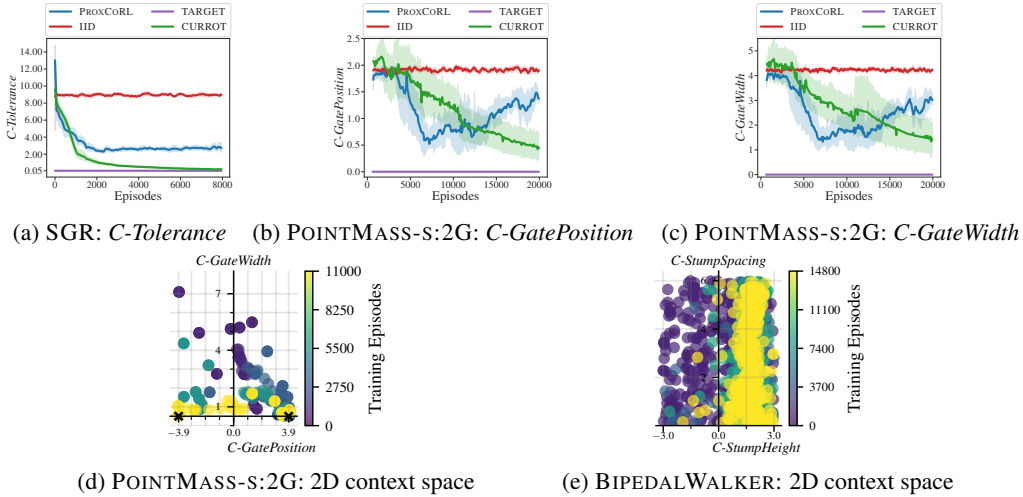 PROXCORL TARGET
IID CURROT
14.00
12.00
10.00
8.00
6.00
4.00
2.00
0.05
C-Tolerance
0 2000 4000 6000 8000
Episodes
PROXCORL TARGET
IID CURROT
2.5
2.0
1.5
1.0
0.5
0.0
C-GatePosition
0 5000 10000 15000 20000
Episodes
PROXCORL TARGET
IID CURROT
5
4
3
2
1
0
C-GateWidth
0 5000 10000 15000 20000
Episodes
(a) SGR: C-Tolerance (b) POINTMASS-S:2G: C-GatePosition (c) POINTMASS-S:2G: C-GateWidth
C-GateWidth
7
4
1
−3.9 0.0 3.9
C-GatePosition
11000
8250
5500
2750
0
Training Episodes
C-StumpSpacing
6
4
2
−3.0 0.0 3.0
C-StumpHeight
14800
11100
7400
3700
0
Training Episodes
(d) POINTMASS-S:2G: 2D context space (e) BIPEDALWALKER: 2D context space